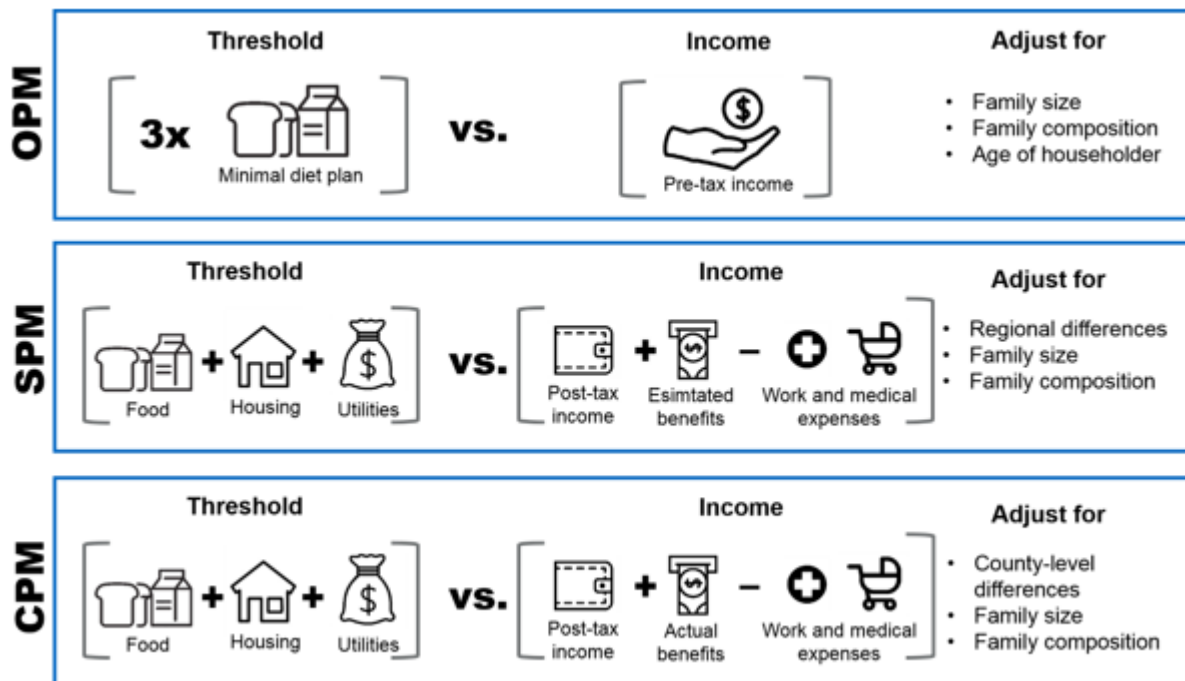 OPM
Threshold
Income
Adjust for
3x
Minimal diet plan
vs.
$
Pre-tax income
• Family size
• Family composition
• Age of householder
SPM
Threshold
Income
Adjust for
+
+
$
Food
Housing
Utilities
vs.
+
$
–
Post-tax
income
Esimtated
benefits
Work and medical
expenses
• Regional differences
• Family size
• Family composition
CPM
Threshold
Income
Adjust for
+
+
$
Food
Housing
Utilities
vs.
+
$
–
Post-tax
income
Actual
benefits
Work and medical
expenses
• County-level
differences
• Family size
• Family composition